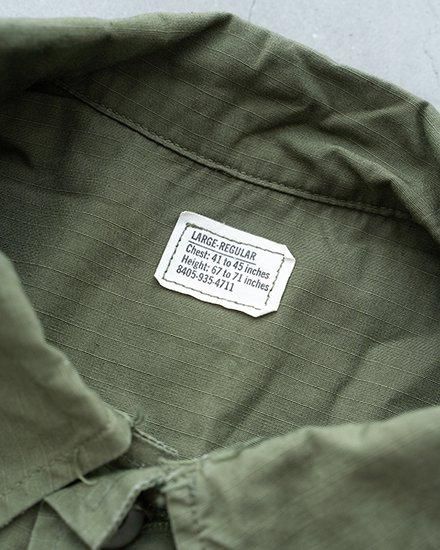 LARGE-REGULAR
Chest: 41 to 45 inches
Height: 67 to 71 inches
8405-935-4711